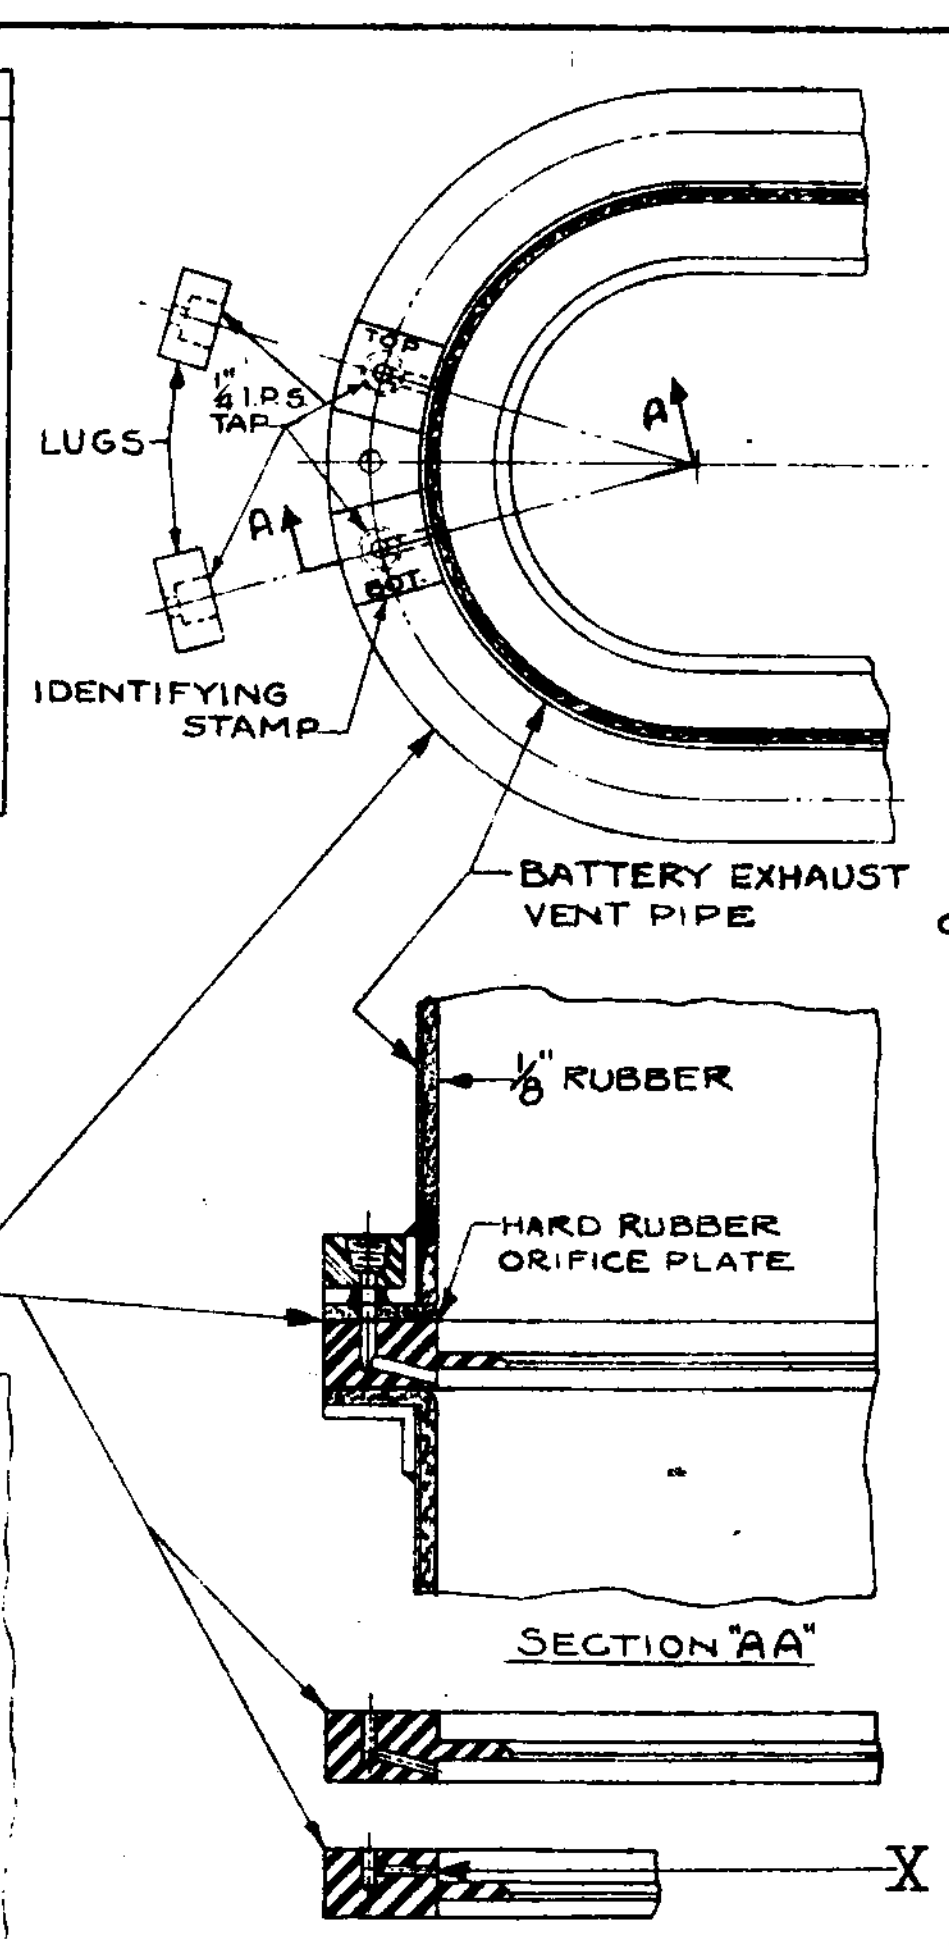 TOP
1/4" I.P.S.
TAP
LUGS
A
A
BOT.
IDENTIFYING
STAMP
BATTERY EXHAUST
VENT PIPE
1/8" RUBBER
HARD RUBBER
ORIFICE PLATE
SECTION "AA"
X